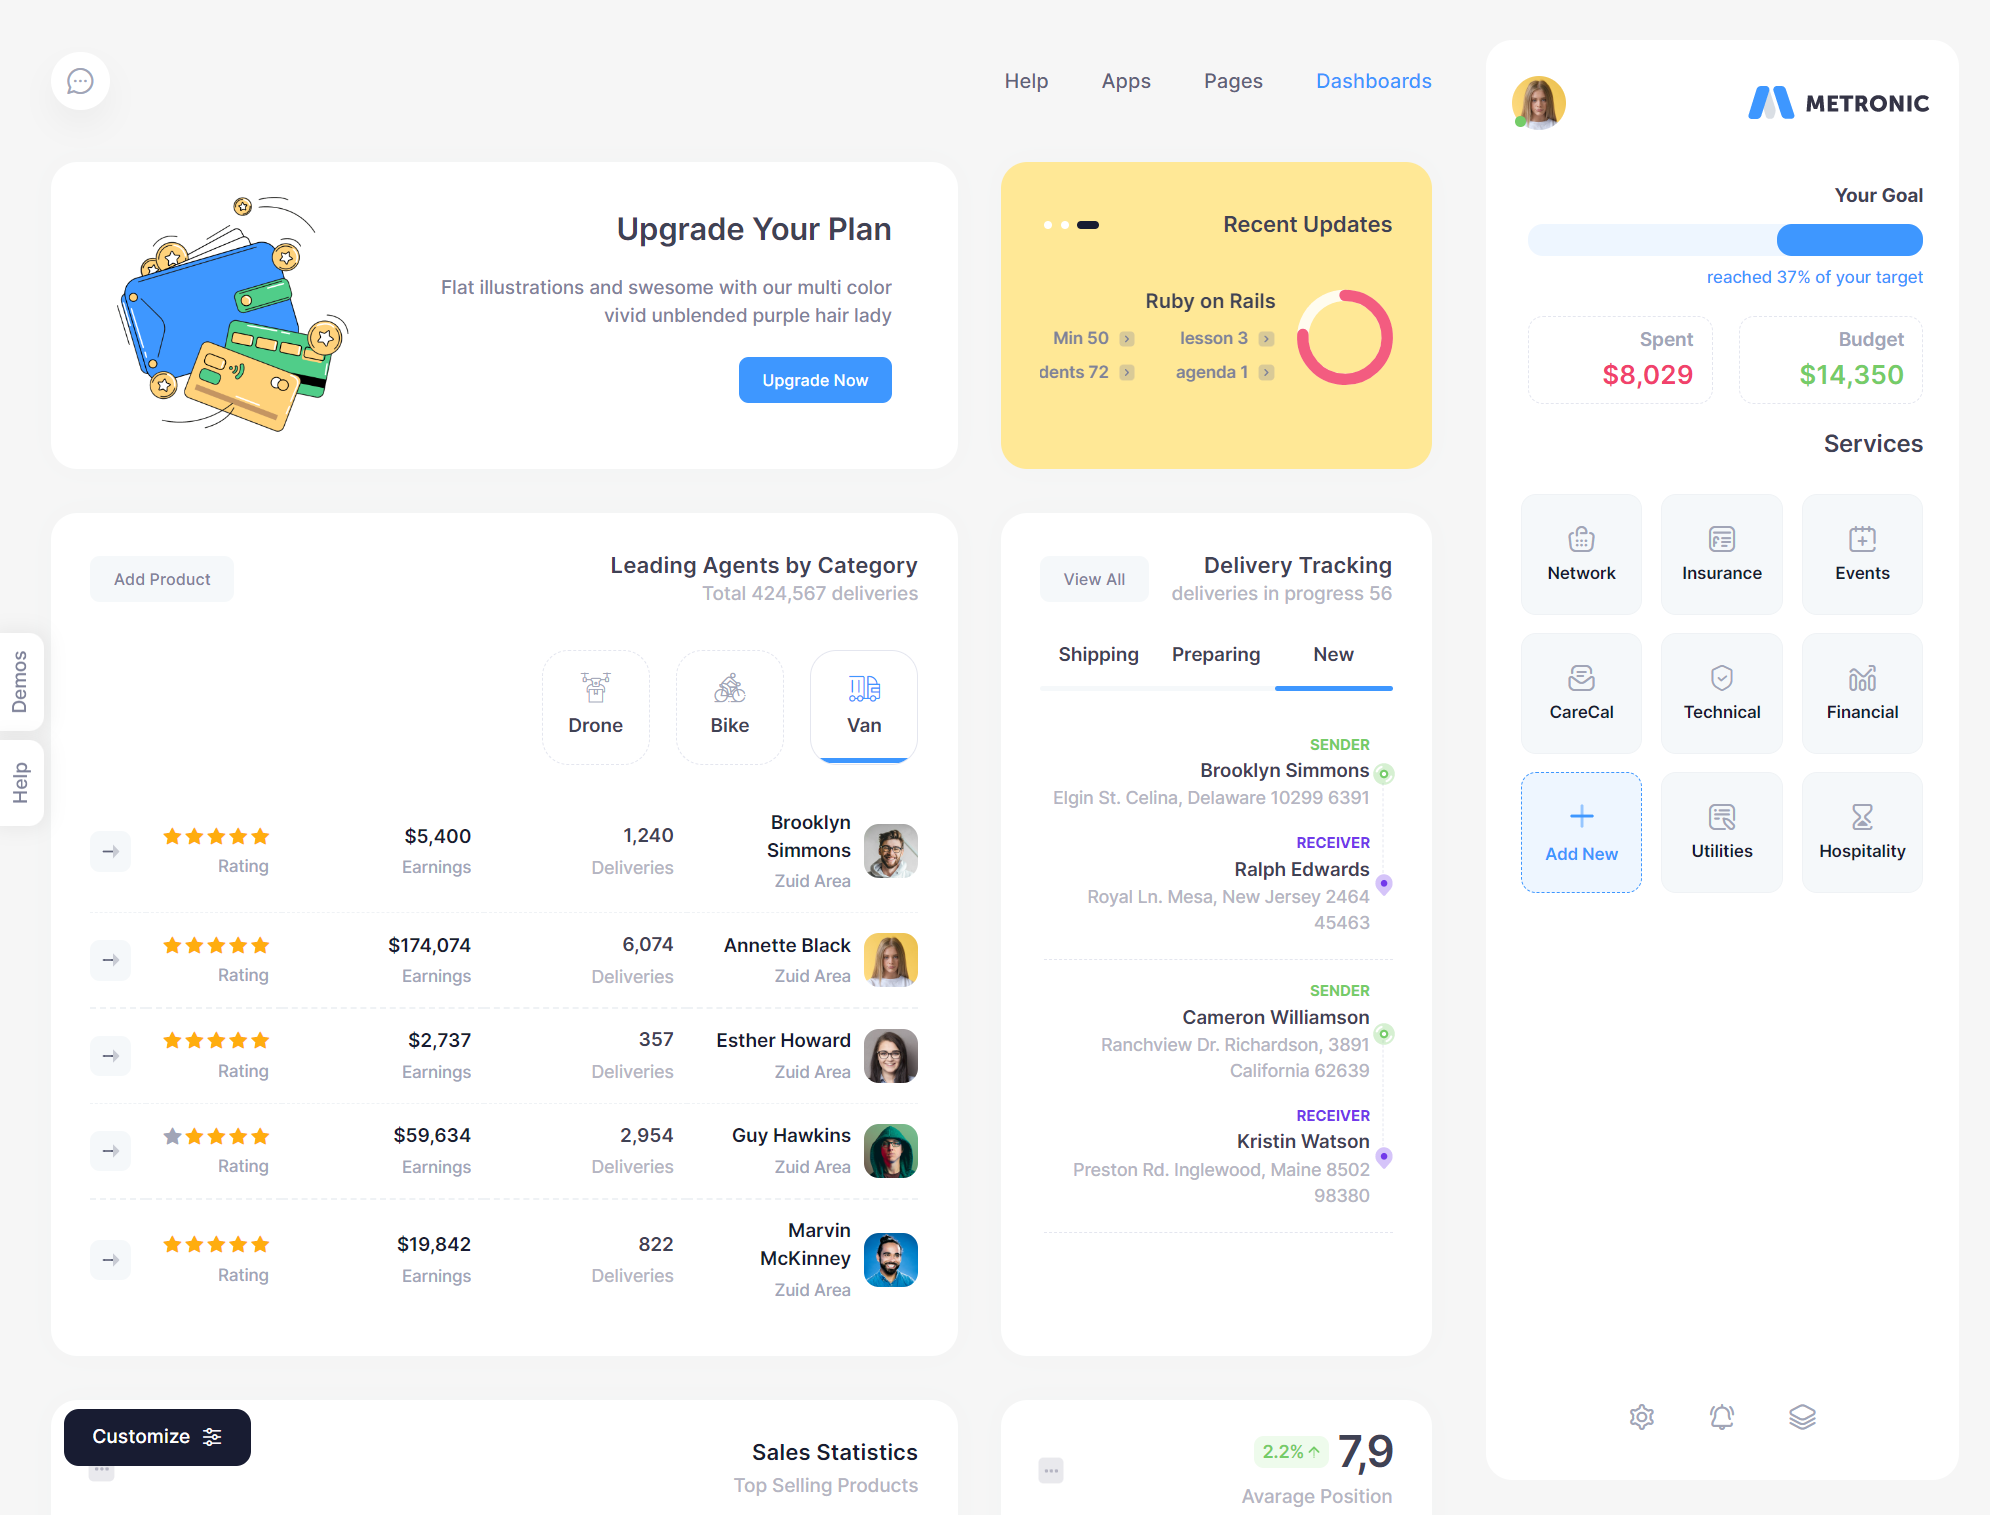 Help
Apps
Pages
Dashboards
METRONIC
Your Goal
reached 37% of your target
Spent
$8,029
Budget
$14,350
Services
Network
Insurance
Events
CareCal
Technical
Financial
Add New
Utilities
Hospitality
Upgrade Your Plan
Flat illustrations and swesome with our multi color
vivid unblended purple hair lady
Upgrade Now
Recent Updates
Ruby on Rails
Min 50
lesson 3
dents 72
agenda 1
Add Product
Leading Agents by Category
Total 424,567 deliveries
Drone
Bike
Van
$5,400
1,240
Brooklyn
Simmons
Rating
Earnings
Deliveries
Zuid Area
$174,074
6,074
Annette Black
Rating
Earnings
Deliveries
Zuid Area
$2,737
357
Esther Howard
Rating
Earnings
Deliveries
Zuid Area
$59,634
2,954
Guy Hawkins
Rating
Earnings
Deliveries
Zuid Area
$19,842
822
Marvin
McKinney
Rating
Earnings
Deliveries
Zuid Area
View All
Delivery Tracking
deliveries in progress 56
Shipping
Preparing
New
SENDER
Brooklyn Simmons
Elgin St. Celina, Delaware 10299 6391
RECEIVER
Ralph Edwards
Royal Ln. Mesa, New Jersey 2464
45463
SENDER
Cameron Williamson
Ranchview Dr. Richardson, 3891
California 62639
RECEIVER
Kristin Watson
Preston Rd. Inglewood, Maine 8502
98380
Demos
Help
Customize
Sales Statistics
Top Selling Products
2.2%
7,9
Avarage Position